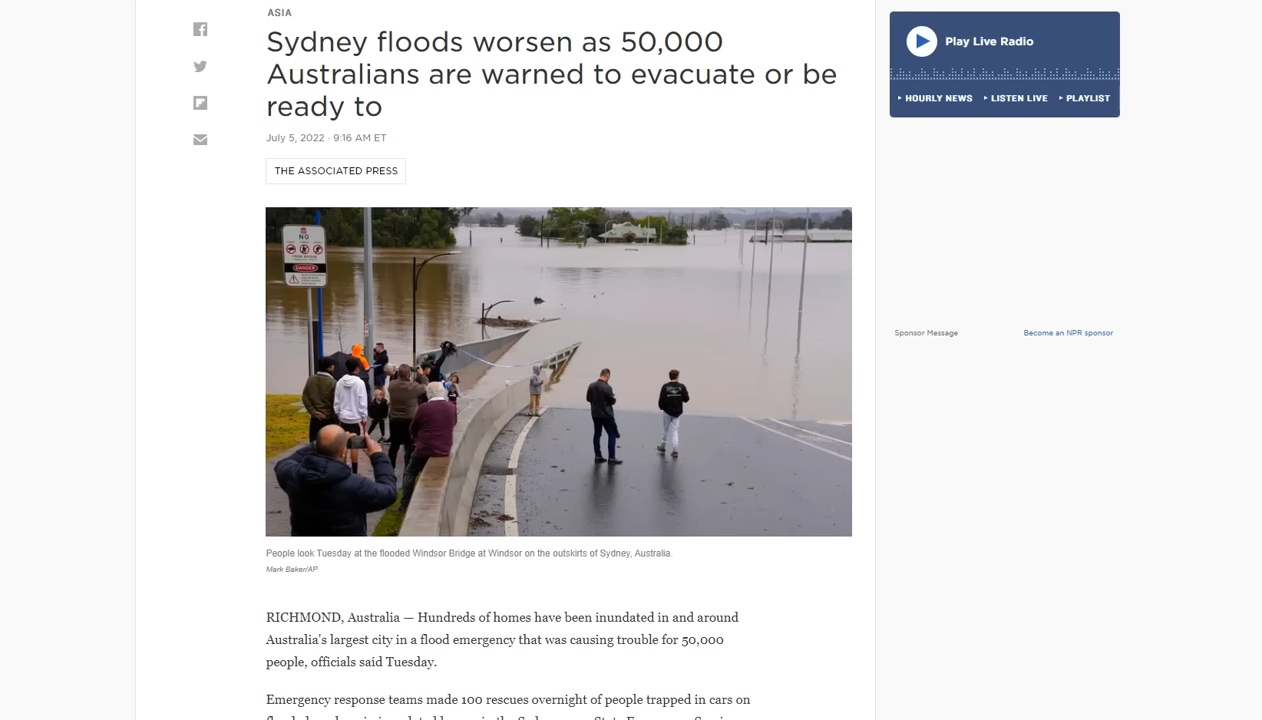 ASIA
Sydney floods worsen as 50,000
Australians are warned to evacuate or be
ready to
July 5, 2022 · 9:16 AM ET
THE ASSOCIATED PRESS
NO
DANGER
People look Tuesday at the flooded Windsor Bridge at Windsor on the outskirts of Sydney, Australia.
Mark Baker/AP
RICHMOND, Australia — Hundreds of homes have been inundated in and around
Australia's largest city in a flood emergency that was causing trouble for 50,000
people, officials said Tuesday.
Emergency response teams made 100 rescues overnight of people trapped in cars on
Play Live Radio
HOURLY NEWS
LISTEN LIVE
PLAYLIST
Sponsor Message
Become an NPR sponsor